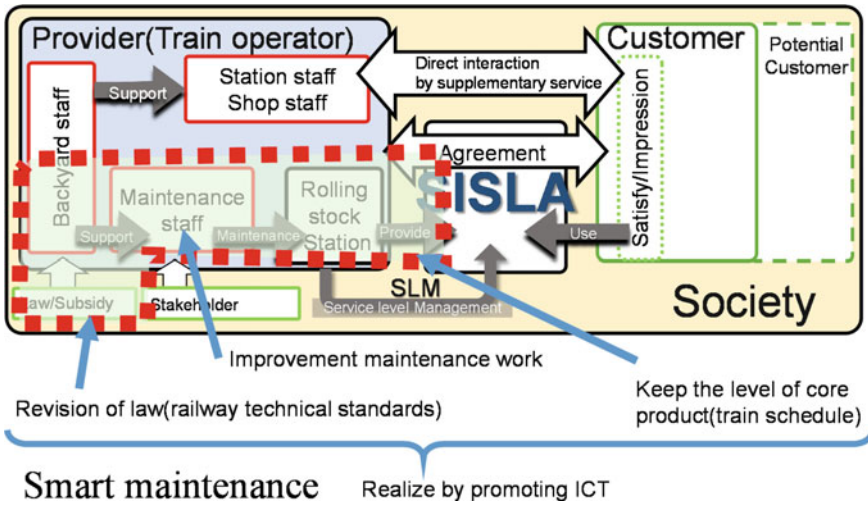 Provider(Train operator)
Customer
Potential
Customer
Station staff
Shop staff
Direct interaction
by supplementary service
Support
Backyard staff
Agreement
Satisfy/Impression
SISLA
Maintenance
staff
Rolling
stock
Station
Support
Maintenance
Provide
Use
Law/Subsidy
Stakeholder
SLM
Service level Management
Society
Improvement maintenance work
Revision of law(railway technical standards)
Keep the level of core
product(train schedule)
Smart maintenance
Realize by promoting ICT